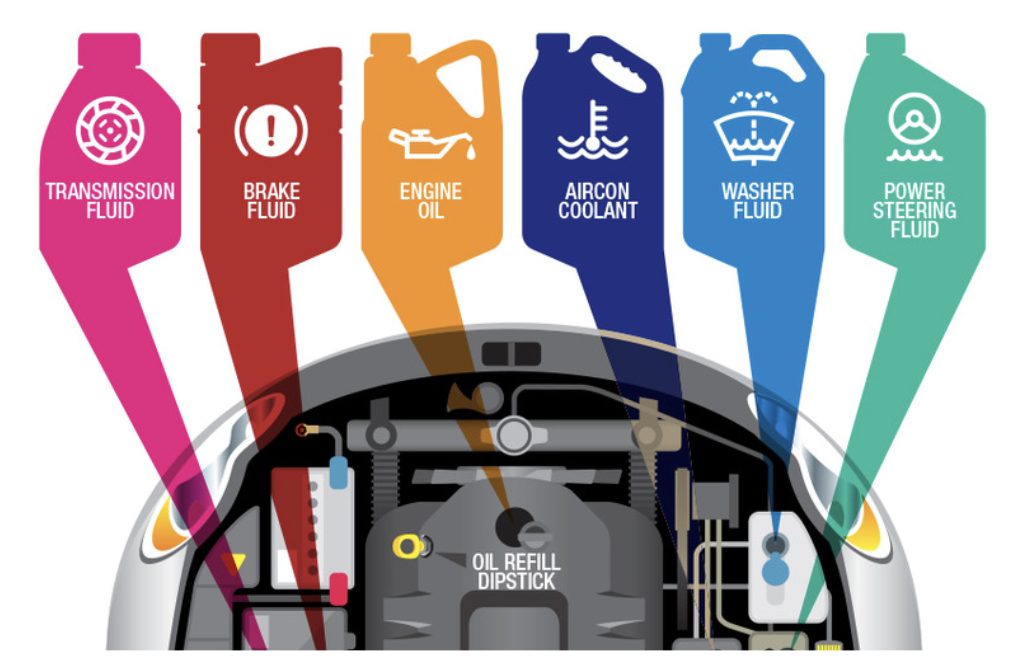 TRANSMISSION
FLUID
BRAKE
FLUID
ENGINE
OIL
AIRCON
COOLANT
WASHER
FLUID
POWER
STEERING
FLUID
OIL REFILL
DIPSTICK